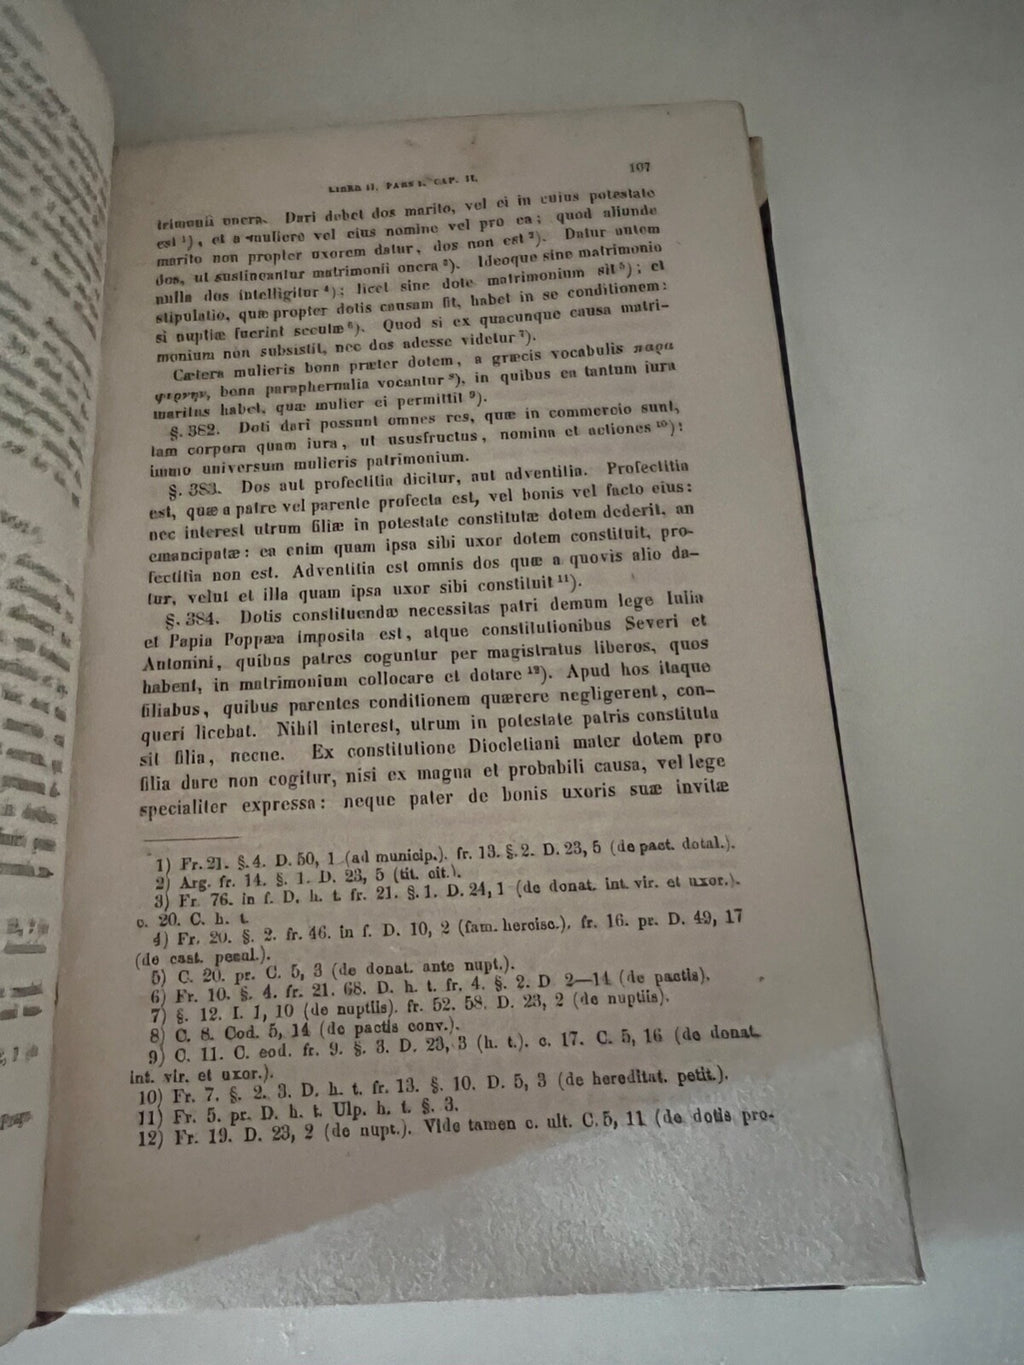 LIBER II, PARS I. CAP. II.
107
trimonii onera. Dari debet dos marito, vel ei in cuius potestate
est ¹), et a muliere vel eius nomine vel pro ea; quod aliunde
marito non propter uxorem datur, dos non est ²). Datur autem
dos, ut sustineantur matrimonii onera ³). Ideoque sine matrimonio
nulla dos intelligitur ⁴); licet sine dote matrimonium sit ⁵); et
stipulatio, quæ propter dotis causam fit, habet in se conditionem:
si nuptiæ fuerint secutæ ⁶). Quod si ex quacunque causa matri-
monium non subsistit, nec dos adesse videtur ⁷).
Cætera mulieris bona præter dotem, a græcis vocabulis παρα
φερνην, bona paraphernalia vocantur ⁸), in quibus ea tantum iura
maritus habet, quæ mulier ei permittit ⁹).
§. 382. Doti dari possunt omnes res, quæ in commercio sunt,
tam corpora quam iura, ut ususfructus, nomina et actiones ¹⁰):
immo universum mulieris patrimonium.
§. 383. Dos aut profectitia dicitur, aut adventitia. Profectitia
est, quæ a patre vel parente profecta est, vel bonis vel facto eius:
nec interest utrum filiæ in potestate constitutæ dotem dederit, an
emancipatæ: ea enim quam ipsa sibi uxor dotem constituit, pro-
fectitia non est. Adventitia est omnis dos quæ a quovis alio da-
tur, velut et illa quam ipsa uxor sibi constituit ¹¹).
§. 384. Dotis constituendæ necessitas patri demum lege Iulia
et Papia Poppæa imposita est, atque constitutionibus Severi et
Antonini, quibus patres coguntur per magistratus liberos, quos
habent, in matrimonium collocare et dotare ¹²). Apud hos itaque
filiabus, quibus parentes conditionem quærere negligerent, con-
queri licebat. Nihil interest, utrum in potestate patris constituta
sit filia, necne. Ex constitutione Diocletiani mater dotem pro
filia dare non cogitur, nisi ex magna et probabili causa, vel lege
specialiter expressa: neque pater de bonis uxoris suæ invitæ
1) Fr. 21. §. 4. D. 50, 1 (ad municip.). fr. 13. §. 2. D. 23, 5 (de pact. dotal.).
2) Arg. fr. 14. §. 1. D. 23, 5 (tit. cit.).
3) Fr. 76. in f. D. h. t. fr. 21. §. 1. D. 24, 1 (de donat. int. vir. et uxor.).
c. 20. C. h. t.
4) Fr. 20. §. 2. fr. 46. in f. D. 10, 2 (fam. hercisc.). fr. 16. pr. D. 49, 17
(de cast. pecul.).
5) C. 20. pr. C. 5, 3 (de donat. ante nupt.).
6) Fr. 10. §. 4. fr. 21. 68. D. h. t. fr. 4. §. 2. D 2—14 (de pactis).
7) §. 12. I. 1, 10 (de nuptiis). fr. 52. 58. D. 23, 2 (de nuptiis).
8) C. 8. Cod. 5, 14 (de pactis conv.).
9) C. 11. C. eod. fr. 9. §. 3. D. 23, 3 (h. t.). c. 17. C. 5, 16 (de donat.
int. vir. et uxor.).
10) Fr. 7. §. 2. 3. D. h. t. fr. 13. §. 10. D. 5, 3 (de hereditat. petit.).
11) Fr. 5. pr. D. h. t. Ulp. h. t. §. 3.
12) Fr. 19. D. 23, 2 (de nupt.). Vide tamen c. ult. C. 5, 11 (de dotis pro-